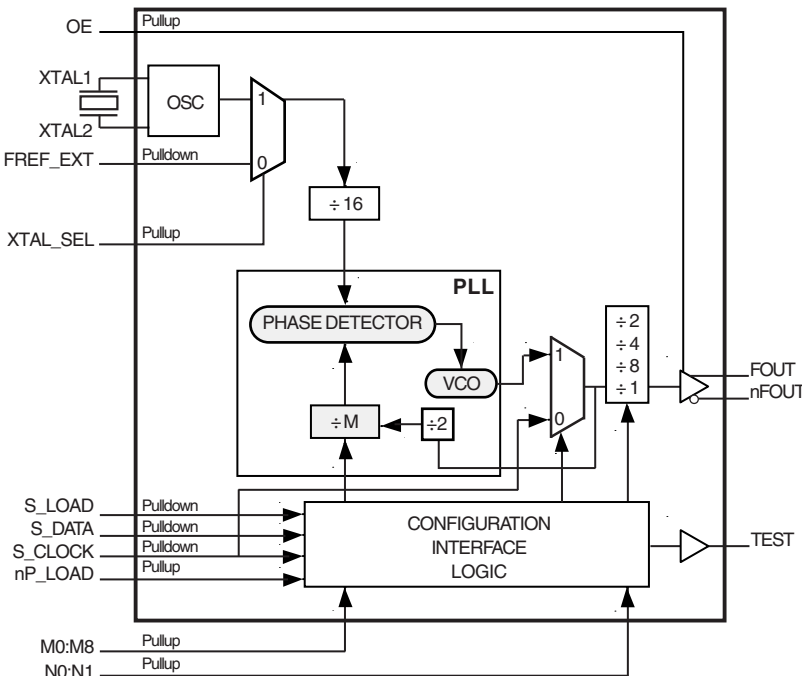 OE Pullup
XTAL1
OSC
XTAL2
1
FREF_EXT Pulldown
0
÷ 16
XTAL_SEL Pullup
PLL
PHASE DETECTOR
VCO
÷ M
÷2
1
0
÷ 2
÷ 4
÷ 8
÷ 1
FOUT
nFOUT
S_LOAD Pulldown
S_DATA Pulldown
S_CLOCK Pulldown
nP_LOAD Pullup
CONFIGURATION
INTERFACE
LOGIC
TEST
M0:M8 Pullup
N0:N1 Pullup